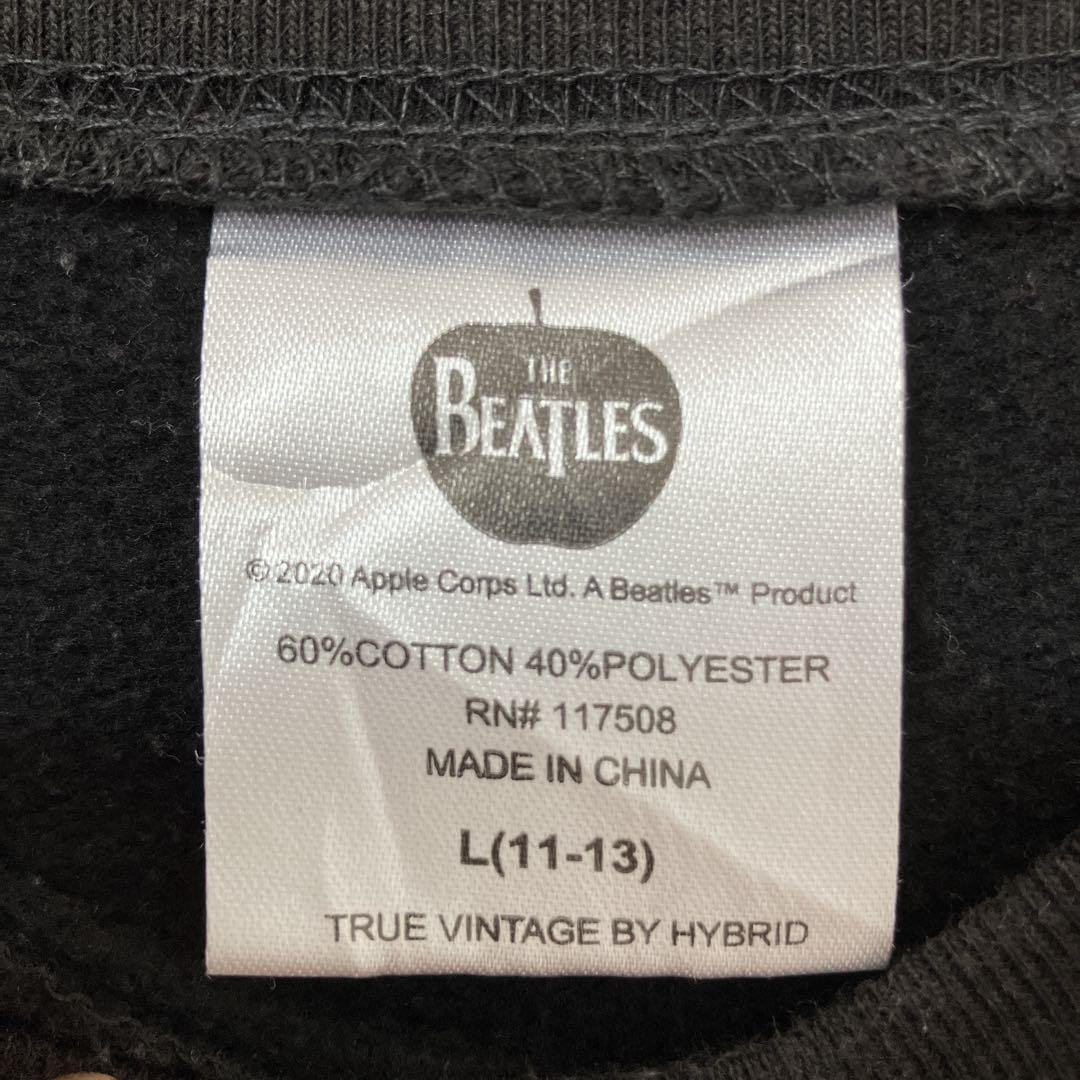 THE
BEATLES
© 2020 Apple Corps Ltd. A Beatles™ Product
60%COTTON 40%POLYESTER
RN# 117508
MADE IN CHINA
L(11-13)
TRUE VINTAGE BY HYBRID